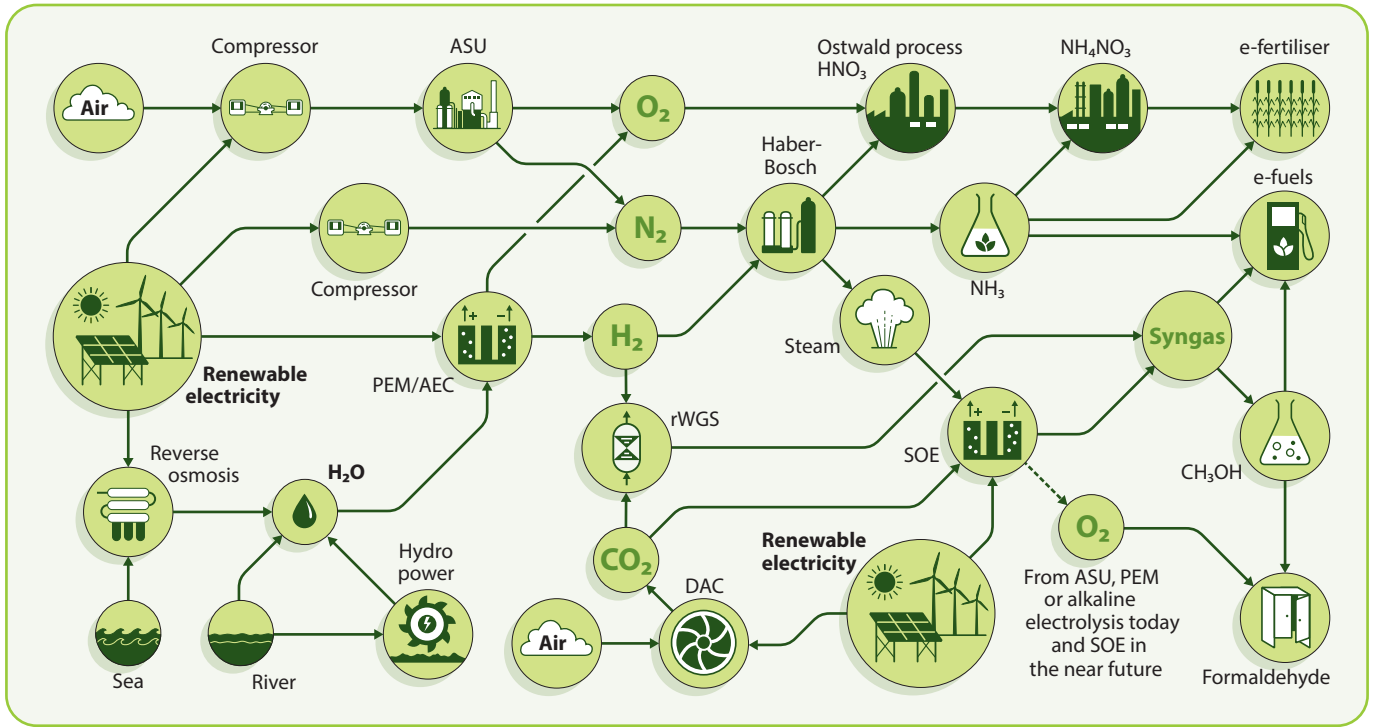 Compressor
ASU
Ostwald process
HNO₃
NH₄NO₃
e-fertiliser
Air
O₂
Haber-
Bosch
e-fuels
N₂
Compressor
NH₃
+
−
H₂
Steam
Syngas
PEM/AEC
Renewable
electricity
rWGS
+
−
SOE
CH₃OH
Reverse
osmosis
H₂O
O₂
Hydro
power
CO₂
Renewable
electricity
DAC
From ASU, PEM
or alkaline
electrolysis today
and SOE in
the near future
Air
Sea
River
Formaldehyde